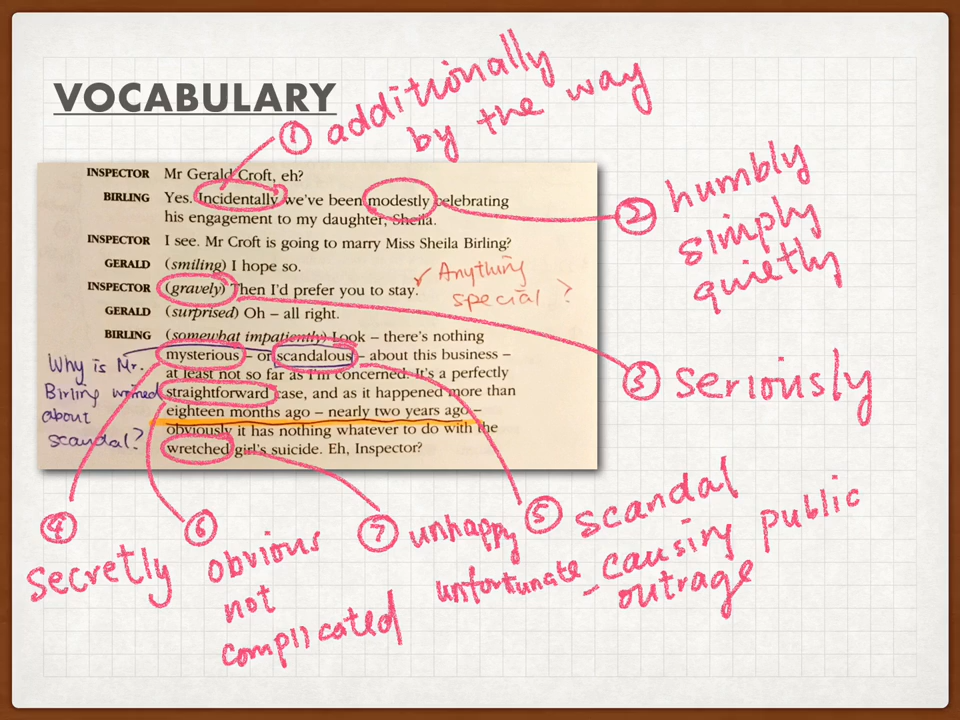 VOCABULARY
① additionally
by the way
INSPECTOR Mr Gerald Croft, eh?
BIRLING Yes. Incidentally we've been modestly celebrating
his engagement to my daughter, Sheila.
② humbly
simply
quietly
INSPECTOR I see. Mr Croft is going to marry Miss Sheila Birling?
GERALD (smiling) I hope so.
INSPECTOR (gravely) Then I'd prefer you to stay.
Anything
special?
GERALD (surprised) Oh – all right.
BIRLING (somewhat impatiently) Look – there's nothing
mysterious – or scandalous – about this business –
at least not so far as I'm concerned. It's a perfectly
straightforward case, and as it happened more than
eighteen months ago – nearly two years ago –
obviously it has nothing whatever to do with the
wretched girl's suicide. Eh, Inspector?
Why is Mr.
Birling worried
about
scandal?
③ seriously
④
secretly
⑥
obvious
not
complicated
⑦ unhappy
unfortunate
⑤ scandal
- causing public
outrage